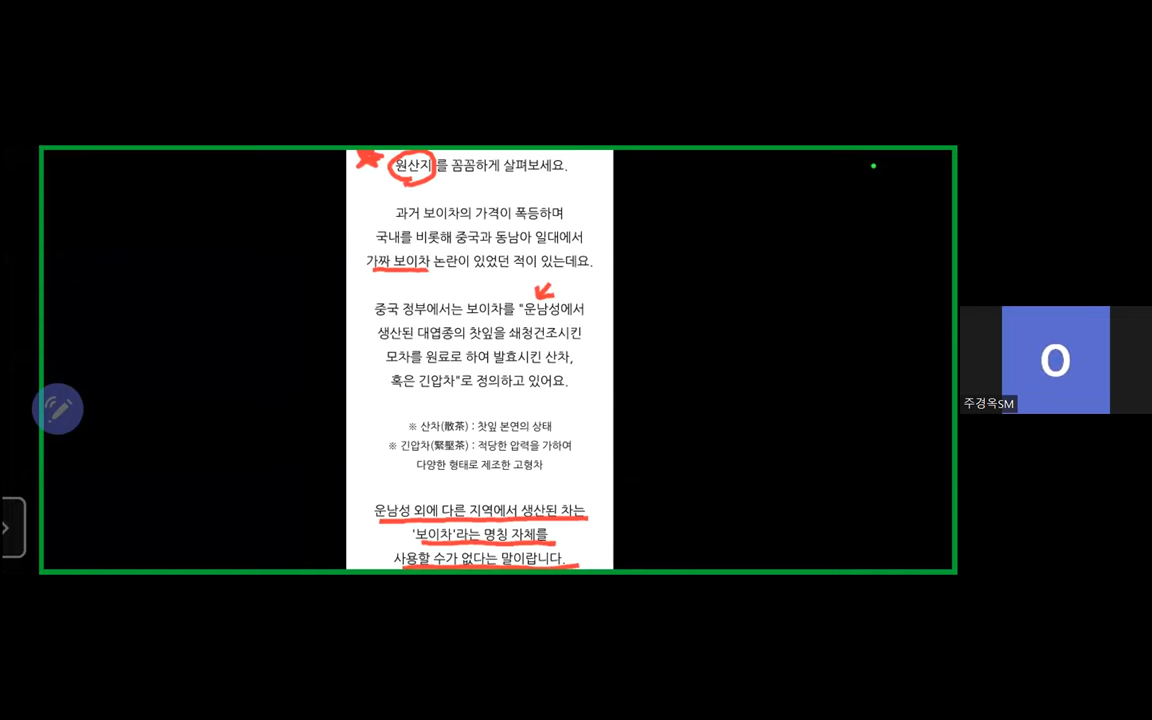 원산지를 꼼꼼하게 살펴보세요.
과거 보이차의 가격이 폭등하며
국내를 비롯해 중국과 동남아 일대에서
가짜 보이차 논란이 있었던 적이 있는데요.
중국 정부에서는 보이차를 "운남성에서
생산된 대엽종의 찻잎을 쇄청건조시킨
모차를 원료로 하여 발효시킨 산차,
혹은 긴압차"로 정의하고 있어요.
※ 산차(散茶) : 찻잎 본연의 상태
※ 긴압차(緊壓茶) : 적당한 압력을 가하여
다양한 형태로 제조한 고형차
운남성 외에 다른 지역에서 생산된 차는
'보이차'라는 명칭 자체를
사용할 수가 없다는 말이랍니다.
O
주경옥SM